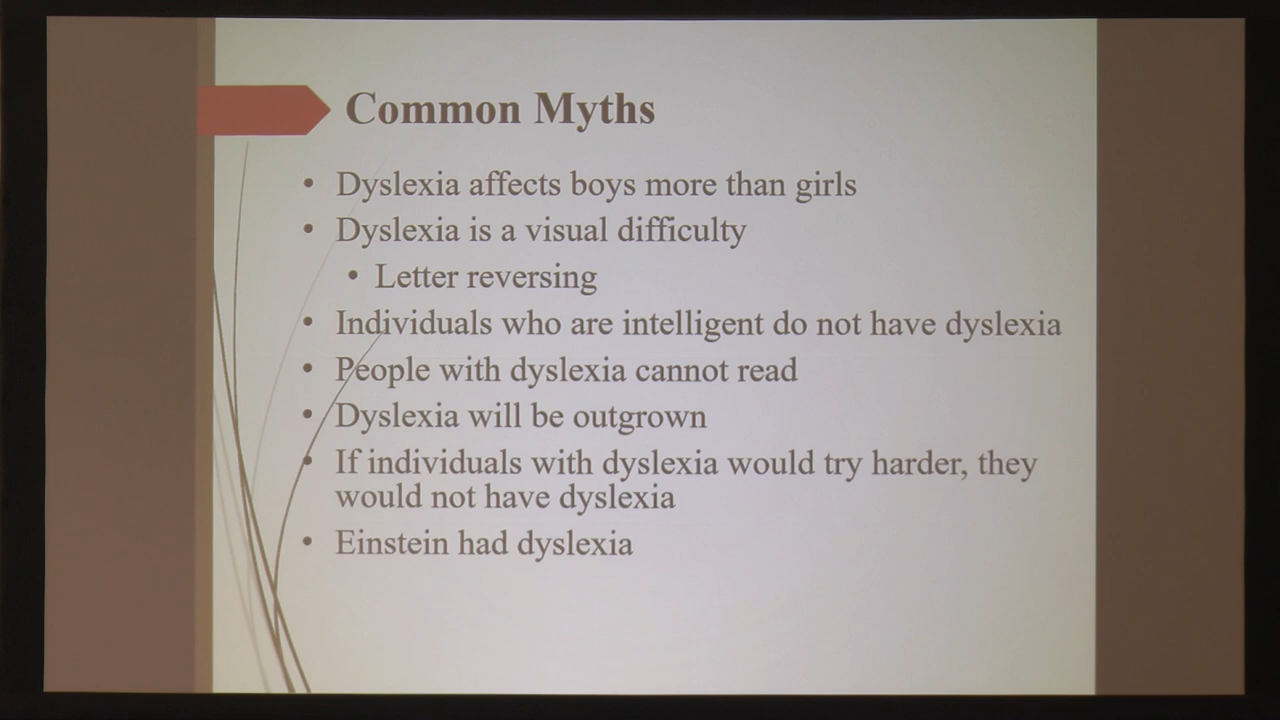 Common Myths
• Dyslexia affects boys more than girls
• Dyslexia is a visual difficulty
• Letter reversing
• Individuals who are intelligent do not have dyslexia
• People with dyslexia cannot read
• Dyslexia will be outgrown
• If individuals with dyslexia would try harder, they
would not have dyslexia
• Einstein had dyslexia